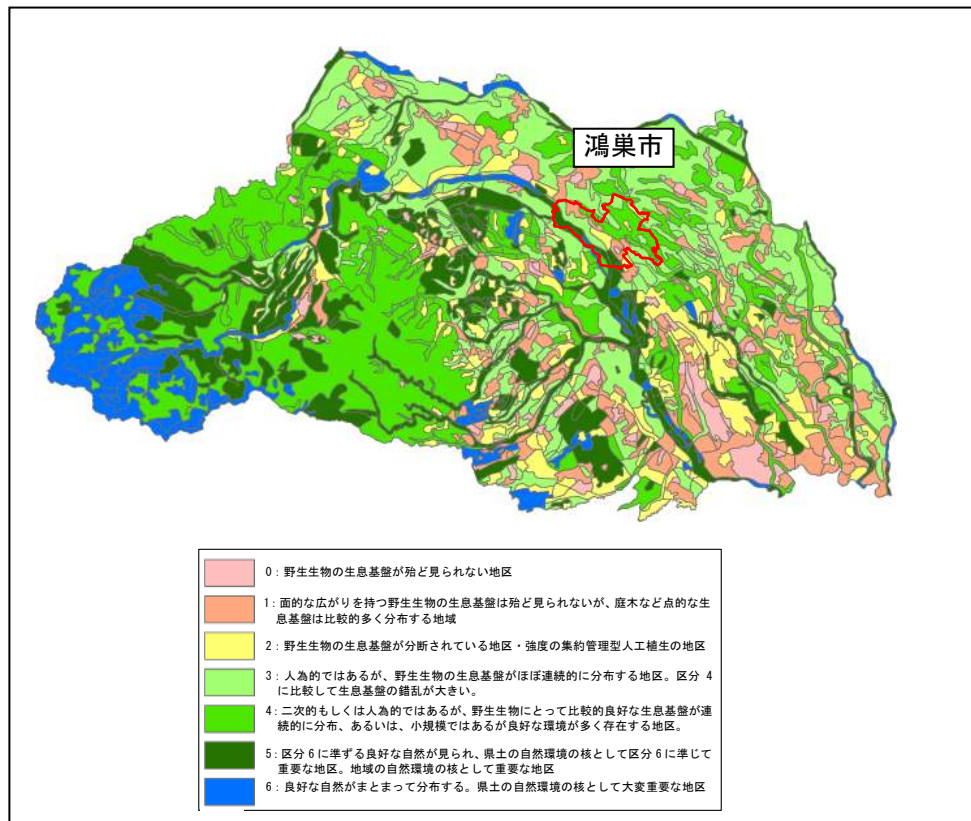 鴻巣市
0：野生生物の生息基盤が殆ど見られない地区
1：面的な広がりを持つ野生生物の生息基盤は殆ど見られないが、庭木など点的な生
息基盤は比較的多く分布する地域
2：野生生物の生息基盤が分断されている地区・強度の集約管理型人工植生の地区
3：人為的ではあるが、野生生物の生息基盤がほぼ連続的に分布する地区。区分 4
に比較して生息基盤の錯乱が大きい。
4：二次的もしくは人為的ではあるが、野生生物にとって比較的良好な生息基盤が連
続的に分布、あるいは、小規模ではあるが良好な環境が多く存在する地区。
5：区分 6 に準ずる良好な自然が見られ、県土の自然環境の核として区分 6 に準じて
重要な地区。地域の自然環境の核として重要な地区
6：良好な自然がまとまって分布する。県土の自然環境の核として大変重要な地区